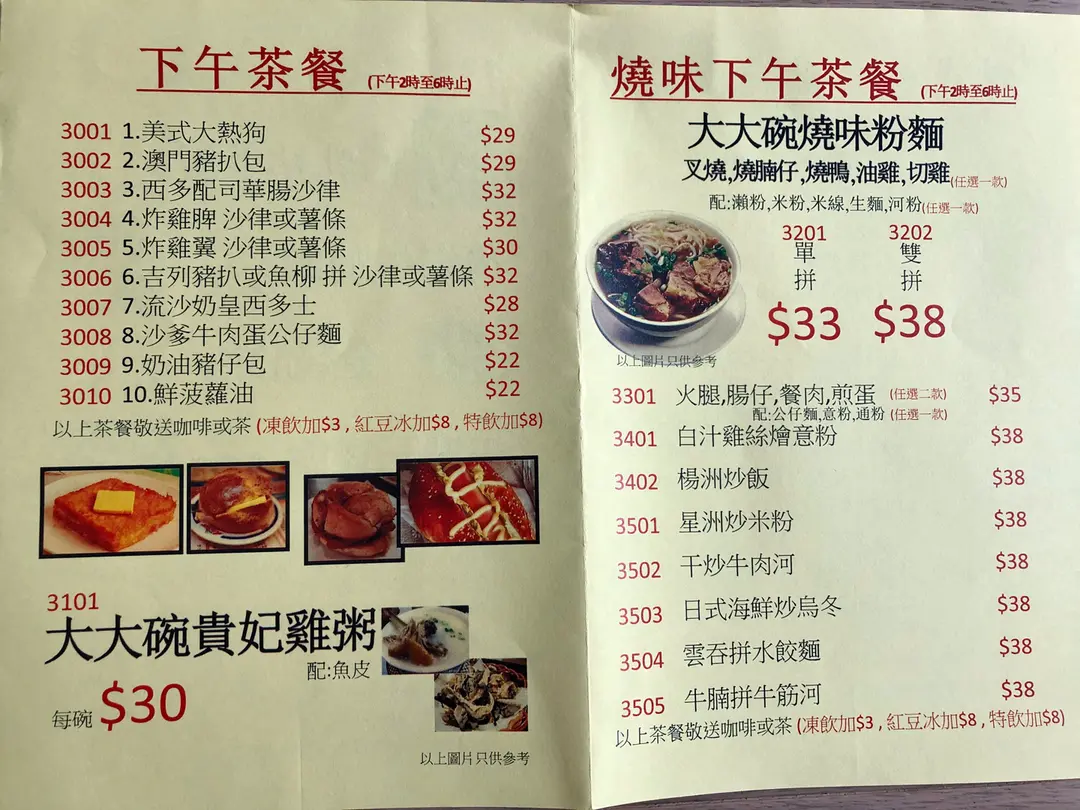 下午茶餐 (下午2時至6時止)
3001 1.美式大熱狗 $29
3002 2.澳門豬扒包 $29
3003 3.西多配司華腸沙律 $32
3004 4.炸雞脾 沙律或薯條 $32
3005 5.炸雞翼 沙律或薯條 $30
3006 6.吉列豬扒或魚柳 拼 沙律或薯條 $32
3007 7.流沙奶皇西多士 $28
3008 8.沙爹牛肉蛋公仔麵 $32
3009 9.奶油豬仔包 $22
3010 10.鮮菠蘿油 $22
以上茶餐敬送咖啡或茶 (凍飲加$3 , 紅豆冰加$8 , 特飲加$8)
3101
大大碗貴妃雞粥
配:魚皮
每碗 $30
以上圖片只供參考
燒味下午茶餐 (下午2時至6時止)
大大碗燒味粉麵
叉燒,燒腩仔,燒鴨,油雞,切雞(任選一款)
配:瀨粉,米粉,米線,生麵,河粉(任選一款)
3201 3202
單拼 雙拼
$33 $38
以上圖片只供參考
3301 火腿,腸仔,餐肉,煎蛋 (任選二款) $35
配:公仔麵,意粉,通粉 (任選一款)
3401 白汁雞絲燴意粉 $38
3402 楊洲炒飯 $38
3501 星洲炒米粉 $38
3502 干炒牛肉河 $38
3503 日式海鮮炒烏冬 $38
3504 雲吞拼水餃麵 $38
3505 牛腩拼牛筋河 $38
以上茶餐敬送咖啡或茶 (凍飲加$3 , 紅豆冰加$8 , 特飲加$8)